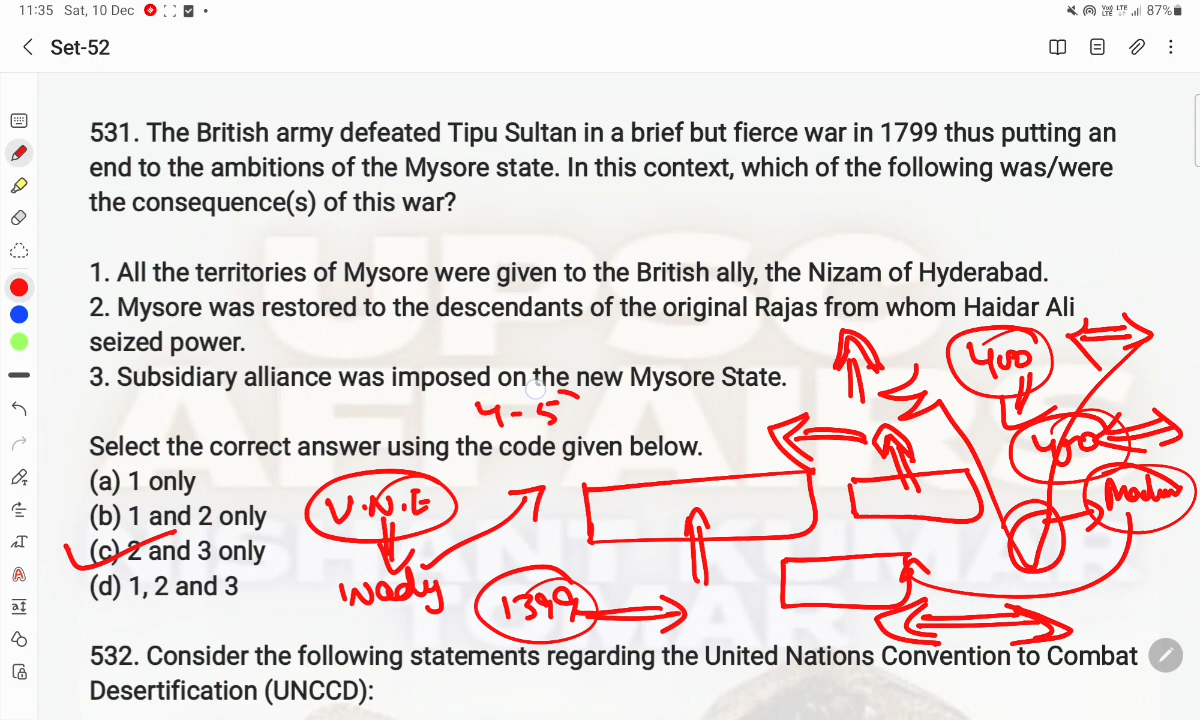 11:35 Sat, 10 Dec
87%
Set-52
531. The British army defeated Tipu Sultan in a brief but fierce war in 1799 thus putting an
end to the ambitions of the Mysore state. In this context, which of the following was/were
the consequence(s) of this war?
1. All the territories of Mysore were given to the British ally, the Nizam of Hyderabad.
2. Mysore was restored to the descendants of the original Rajas from whom Haidar Ali
seized power.
3. Subsidiary alliance was imposed on the new Mysore State.
400
4-5
Select the correct answer using the code given below.
(a) 1 only
(b) 1 and 2 only
(c) 2 and 3 only
(d) 1, 2 and 3
V.N.E
Wady
1399
532. Consider the following statements regarding the United Nations Convention to Combat
Desertification (UNCCD):
UPSC
AFFAIRS